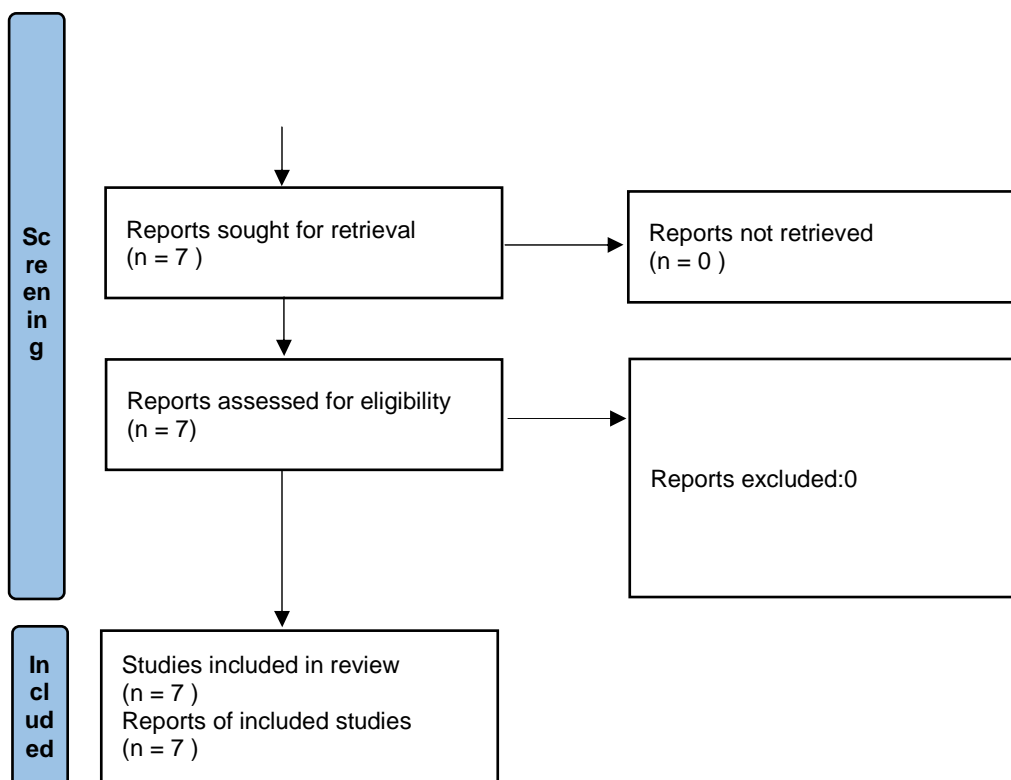 Sc
re
en
in
g
Reports sought for retrieval
(n = 7 )
Reports not retrieved
(n = 0 )
Reports assessed for eligibility
(n = 7)
Reports excluded:0
In
cl
ud
ed
Studies included in review
(n = 7 )
Reports of included studies
(n = 7 )